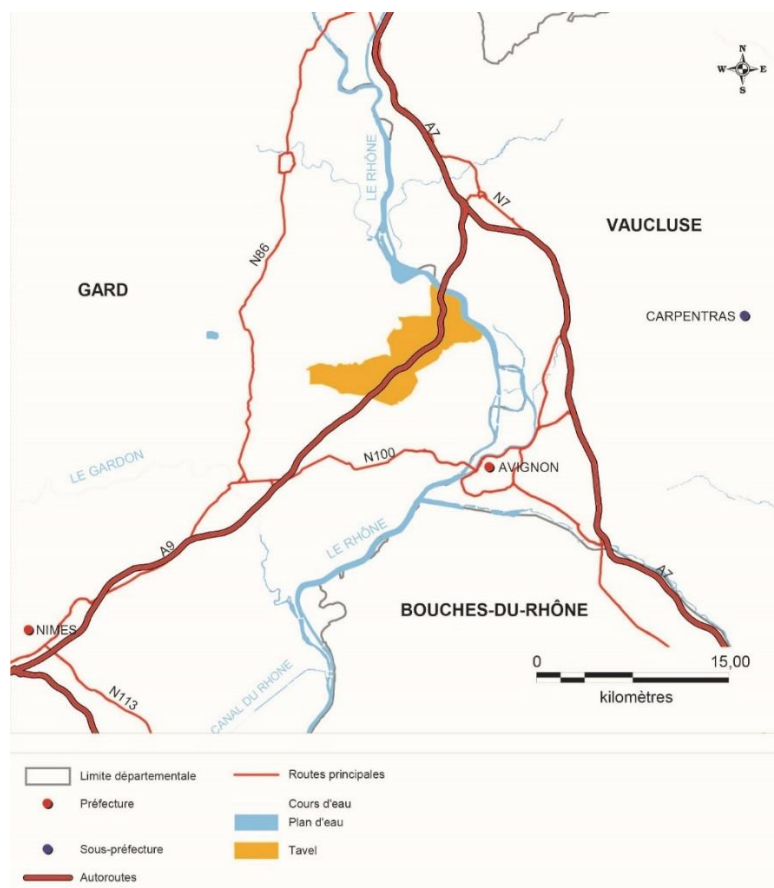 N
W E
S
A7
LE RHÔNE
N7
VAUCLUSE
N86
GARD
CARPENTRAS
N100
AVIGNON
LE GARDON
LE RHÔNE
A9
A7
BOUCHES-DU-RHÔNE
NIMES
0 15,00
kilomètres
N113
CANAL DU RHONE
Limite départementale
Routes principales
Préfecture
Cours d'eau
Plan d'eau
Sous-préfecture
Tavel
Autoroutes